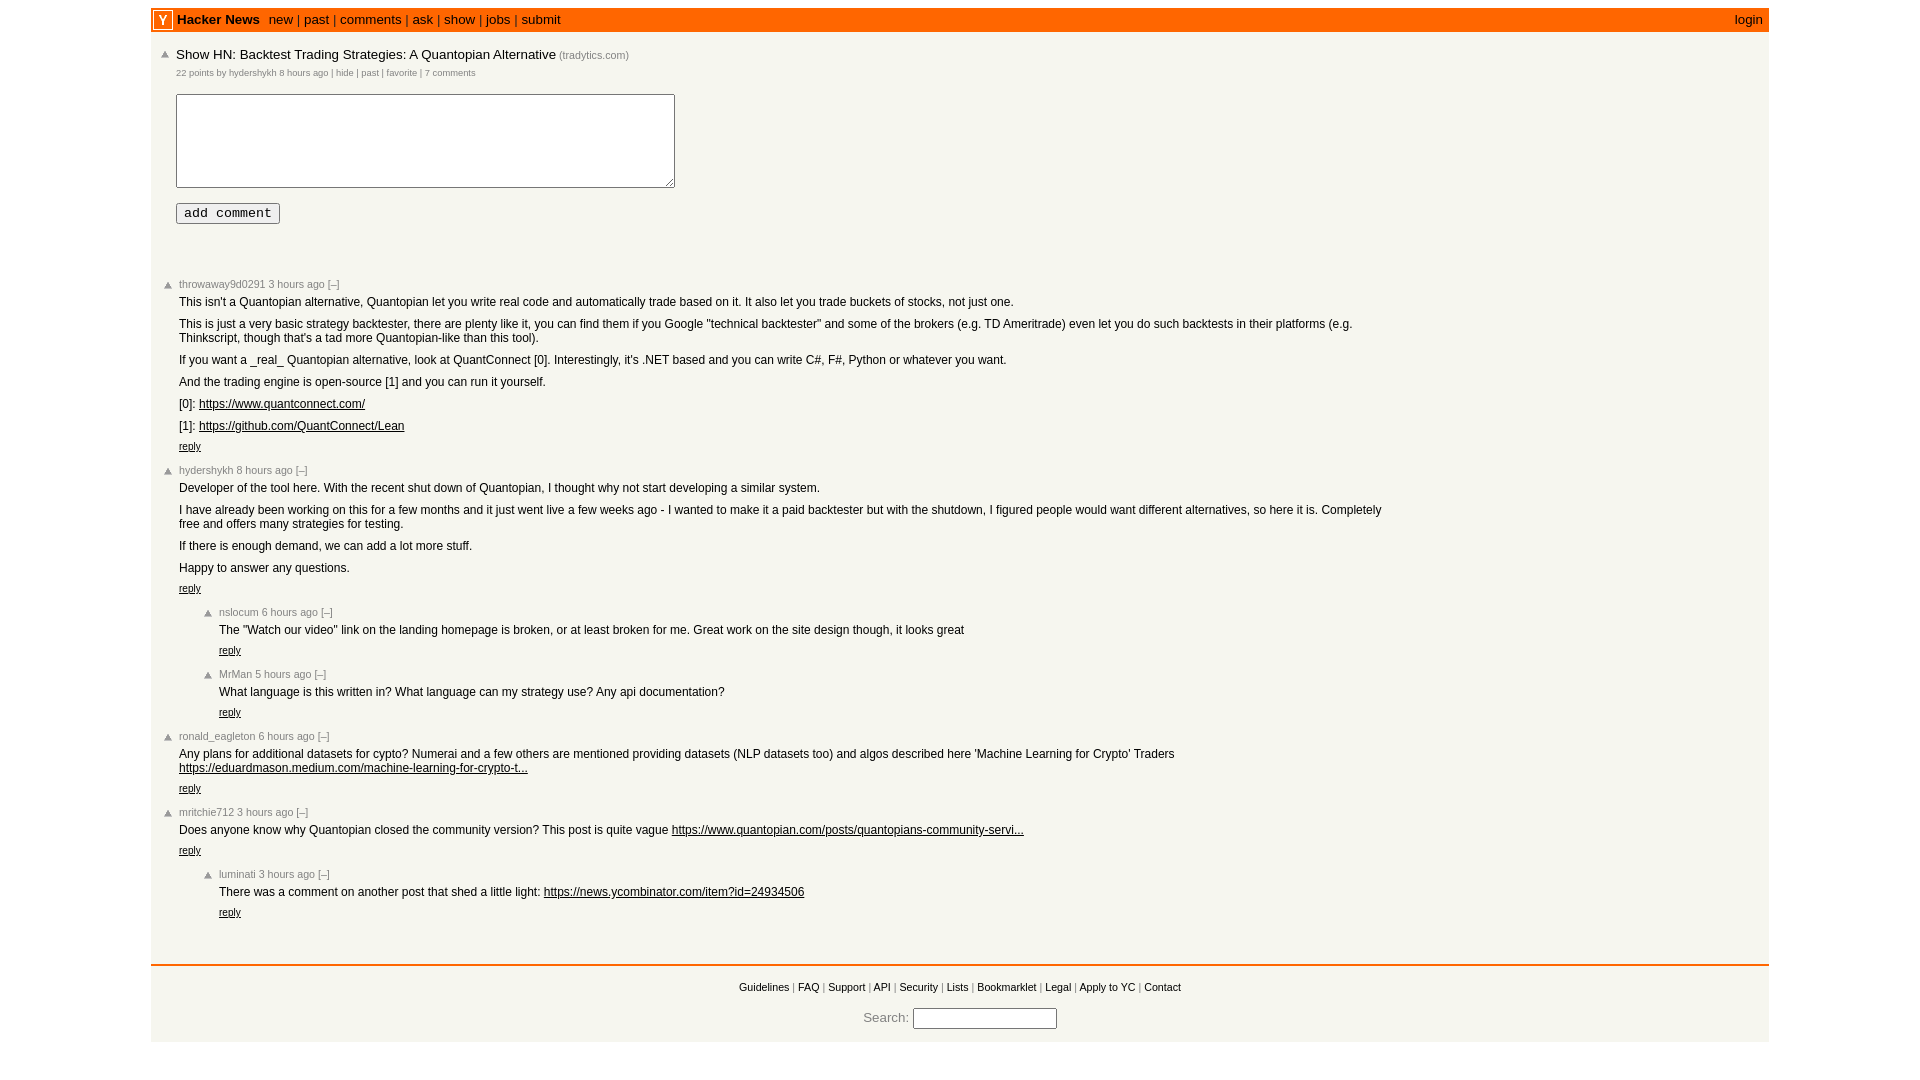 Y Hacker News new | past | comments | ask | show | jobs | submit login
Show HN: Backtest Trading Strategies: A Quantopian Alternative (tradytics.com)
22 points by hydershykh 8 hours ago | hide | past | favorite | 7 comments
add comment
throwaway9d0291 3 hours ago [–]
This isn't a Quantopian alternative, Quantopian let you write real code and automatically trade based on it. It also let you trade buckets of stocks, not just one.
This is just a very basic strategy backtester, there are plenty like it, you can find them if you Google "technical backtester" and some of the brokers (e.g. TD Ameritrade) even let you do such backtests in their platforms (e.g.
Thinkscript, though that's a tad more Quantopian-like than this tool).
If you want a _real_ Quantopian alternative, look at QuantConnect [0]. Interestingly, it's .NET based and you can write C#, F#, Python or whatever you want.
And the trading engine is open-source [1] and you can run it yourself.
[0]: https://www.quantconnect.com/
[1]: https://github.com/QuantConnect/Lean
reply
hydershykh 8 hours ago [–]
Developer of the tool here. With the recent shut down of Quantopian, I thought why not start developing a similar system.
I have already been working on this for a few months and it just went live a few weeks ago - I wanted to make it a paid backtester but with the shutdown, I figured people would want different alternatives, so here it is. Completely
free and offers many strategies for testing.
If there is enough demand, we can add a lot more stuff.
Happy to answer any questions.
reply
nslocum 6 hours ago [–]
The "Watch our video" link on the landing homepage is broken, or at least broken for me. Great work on the site design though, it looks great
reply
MrMan 5 hours ago [–]
What language is this written in? What language can my strategy use? Any api documentation?
reply
ronald_eagleton 6 hours ago [–]
Any plans for additional datasets for cypto? Numerai and a few others are mentioned providing datasets (NLP datasets too) and algos described here 'Machine Learning for Crypto' Traders
https://eduardmason.medium.com/machine-learning-for-crypto-t...
reply
mritchie712 3 hours ago [–]
Does anyone know why Quantopian closed the community version? This post is quite vague https://www.quantopian.com/posts/quantopians-community-servi...
reply
luminati 3 hours ago [–]
There was a comment on another post that shed a little light: https://news.ycombinator.com/item?id=24934506
reply
Guidelines | FAQ | Support | API | Security | Lists | Bookmarklet | Legal | Apply to YC | Contact
Search: